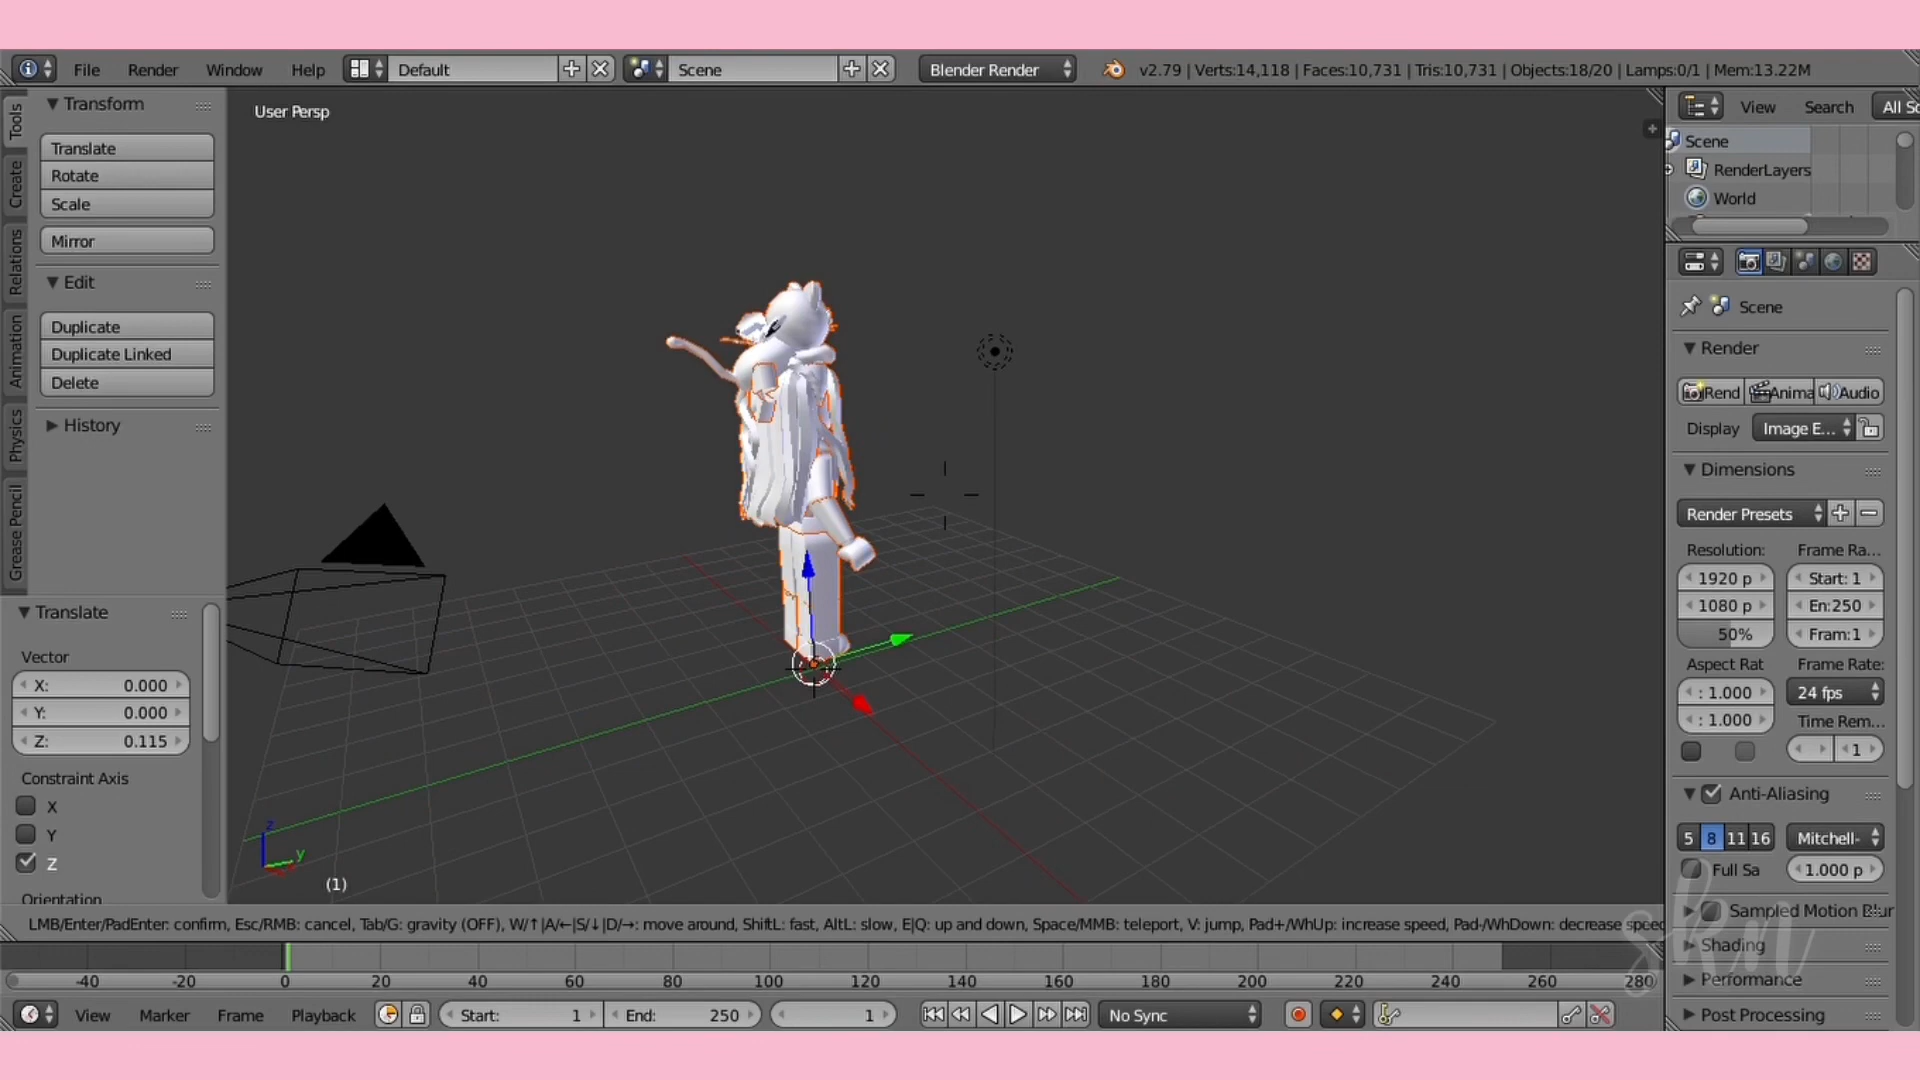 File Render Window Help Default Scene Blender Render v2.79 | Verts:14,118 | Faces:10,731 | Tris:10,731 | Objects:18/20 | Lamps:0/1 | Mem:13.22M
Tools
Create
Relations
Animation
Physics
Grease Pencil
Transform
Translate
Rotate
Scale
Mirror
Edit
Duplicate
Duplicate Linked
Delete
History
Translate
Vector
X: 0.000
Y: 0.000
Z: 0.115
Constraint Axis
X
Y
Z
Orientation
User Persp
z
y
(1)
LMB/Enter/PadEnter: confirm, Esc/RMB: cancel, Tab/G: gravity (OFF), W/↑|A/←|S/↓|D/→: move around, ShiftL: fast, AltL: slow, E|Q: up and down, Space/MMB: teleport, V: jump, Pad+/WhUp: increase speed, Pad-/WhDown: decrease speed
-40 -20 0 20 40 60 80 100 120 140 160 180 200 220 240 260 280
View Marker Frame Playback Start: 1 End: 250 1 No Sync
View Search All Sc
Scene
RenderLayers
World
Scene
Render
Rend Anima Audio
Display Image E...
Dimensions
Render Presets
Resolution: Frame Ra...
1920 p Start: 1
1080 p En:250
50% Fram:1
Aspect Rat Frame Rate:
: 1.000 24 fps
: 1.000 Time Rem...
1
Anti-Aliasing
5 8 11 16 Mitchell-
Full Sa 1.000 p
Sampled Motion Blur
Shading
Performance
Post Processing
skn